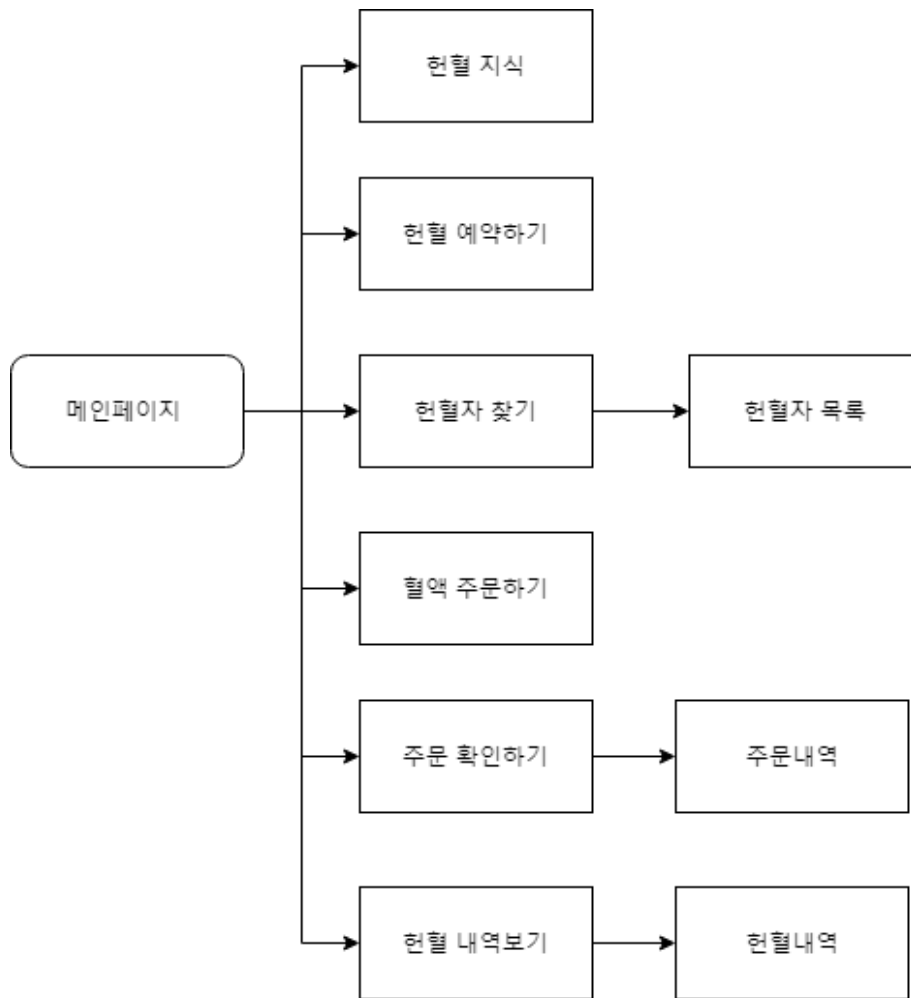 헌혈 지식
헌혈 예약하기
메인페이지
헌혈자 찾기
헌혈자 목록
혈액 주문하기
주문 확인하기
주문내역
헌혈 내역보기
헌혈내역